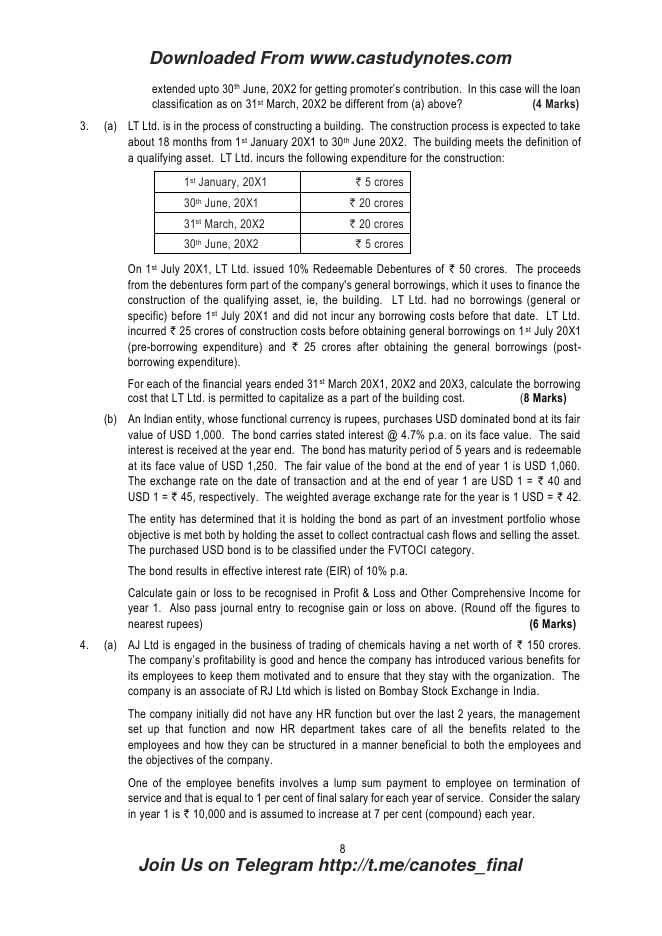 Downloaded From www.castudynotes.com
extended upto 30th June, 20X2 for getting promoter's contribution. In this case will the loan
classification as on 31st March, 20X2 be different from (a) above? (4 Marks)
3. (a) LT Ltd. is in the process of constructing a building. The construction process is expected to take
about 18 months from 1st January 20X1 to 30th June 20X2. The building meets the definition of
a qualifying asset. LT Ltd. incurs the following expenditure for the construction:
1st January, 20X1 ₹ 5 crores
30th June, 20X1 ₹ 20 crores
31st March, 20X2 ₹ 20 crores
30th June, 20X2 ₹ 5 crores
On 1st July 20X1, LT Ltd. issued 10% Redeemable Debentures of ₹ 50 crores. The proceeds
from the debentures form part of the company's general borrowings, which it uses to finance the
construction of the qualifying asset, ie, the building. LT Ltd. had no borrowings (general or
specific) before 1st July 20X1 and did not incur any borrowing costs before that date. LT Ltd.
incurred ₹ 25 crores of construction costs before obtaining general borrowings on 1st July 20X1
(pre-borrowing expenditure) and ₹ 25 crores after obtaining the general borrowings (post-
borrowing expenditure).
For each of the financial years ended 31st March 20X1, 20X2 and 20X3, calculate the borrowing
cost that LT Ltd. is permitted to capitalize as a part of the building cost. (8 Marks)
(b) An Indian entity, whose functional currency is rupees, purchases USD dominated bond at its fair
value of USD 1,000. The bond carries stated interest @ 4.7% p.a. on its face value. The said
interest is received at the year end. The bond has maturity period of 5 years and is redeemable
at its face value of USD 1,250. The fair value of the bond at the end of year 1 is USD 1,060.
The exchange rate on the date of transaction and at the end of year 1 are USD 1 = ₹ 40 and
USD 1 = ₹ 45, respectively. The weighted average exchange rate for the year is 1 USD = ₹ 42.
The entity has determined that it is holding the bond as part of an investment portfolio whose
objective is met both by holding the asset to collect contractual cash flows and selling the asset.
The purchased USD bond is to be classified under the FVTOCI category.
The bond results in effective interest rate (EIR) of 10% p.a.
Calculate gain or loss to be recognised in Profit & Loss and Other Comprehensive Income for
year 1. Also pass journal entry to recognise gain or loss on above. (Round off the figures to
nearest rupees) (6 Marks)
4. (a) AJ Ltd is engaged in the business of trading of chemicals having a net worth of ₹ 150 crores.
The company's profitability is good and hence the company has introduced various benefits for
its employees to keep them motivated and to ensure that they stay with the organization. The
company is an associate of RJ Ltd which is listed on Bombay Stock Exchange in India.
The company initially did not have any HR function but over the last 2 years, the management
set up that function and now HR department takes care of all the benefits related to the
employees and how they can be structured in a manner beneficial to both the employees and
the objectives of the company.
One of the employee benefits involves a lump sum payment to employee on termination of
service and that is equal to 1 per cent of final salary for each year of service. Consider the salary
in year 1 is ₹ 10,000 and is assumed to increase at 7 per cent (compound) each year.
8
Join Us on Telegram http://t.me/canotes_final